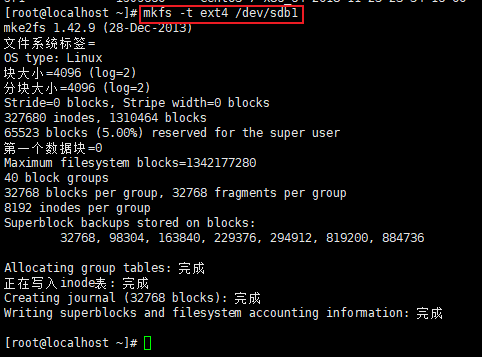 [root@localhost ~]# mkfs -t ext4 /dev/sdb1
mke2fs 1.42.9 (28-Dec-2013)
文件系统标签=
OS type: Linux
块大小=4096 (log=2)
分块大小=4096 (log=2)
Stride=0 blocks, Stripe width=0 blocks
327680 inodes, 1310464 blocks
65523 blocks (5.00%) reserved for the super user
第一个数据块=0
Maximum filesystem blocks=1342177280
40 block groups
32768 blocks per group, 32768 fragments per group
8192 inodes per group
Superblock backups stored on blocks:
        32768, 98304, 163840, 229376, 294912, 819200, 884736

Allocating group tables: 完成
正在写入inode表: 完成
Creating journal (32768 blocks): 完成
Writing superblocks and filesystem accounting information: 完成

[root@localhost ~]#